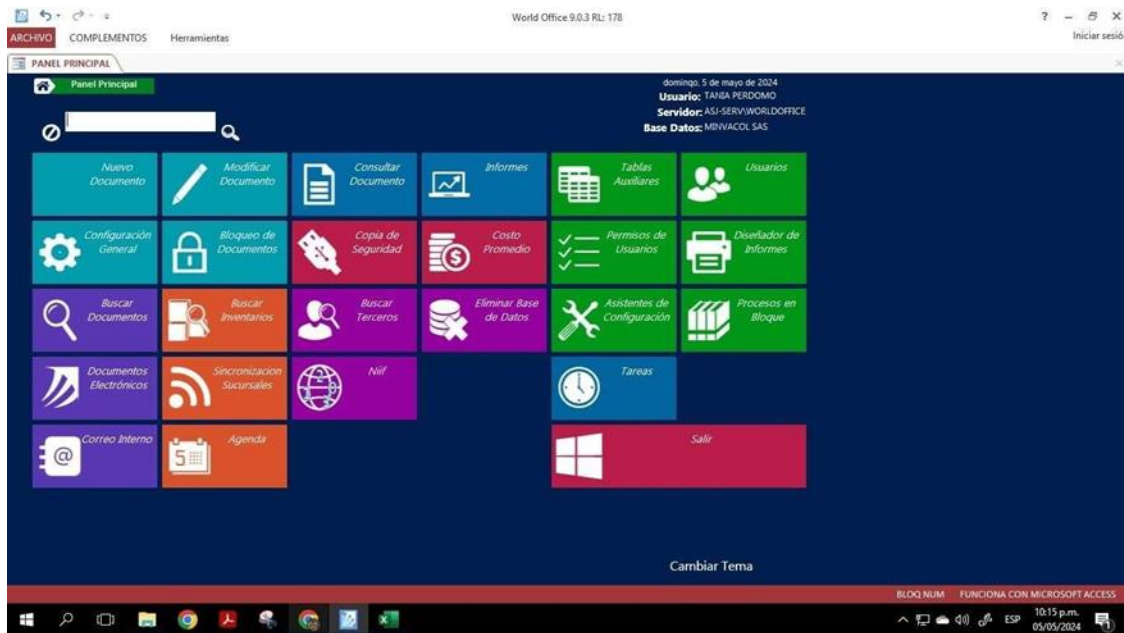 World Office 9.0.3 RL: 178
ARCHIVO COMPLEMENTOS Herramientas
Iniciar sesió
PANEL PRINCIPAL
Panel Principal
domingo, 5 de mayo de 2024
Usuario: TANIA PERDOMO
Servidor: ASJ-SERV\WORLDOFFICE
Base Datos: MINVACOL SAS
Nuevo Documento
Modificar Documento
Consultar Documento
Informes
Tablas Auxiliares
Usuarios
Configuración General
Bloqueo de Documentos
Copia de Seguridad
Costo Promedio
Permisos de Usuarios
Diseñador de Informes
Buscar Documentos
Buscar Inventarios
Buscar Terceros
Eliminar Base de Datos
Asistentes de Configuración
Procesos en Bloque
Documentos Electrónicos
Sincronizacion Sucursales
Niif
Tareas
Correo Interno
Agenda
5
Salir
Cambiar Tema
BLOQ NUM FUNCIONA CON MICROSOFT ACCESS
ESP
10:15 p.m.
05/05/2024